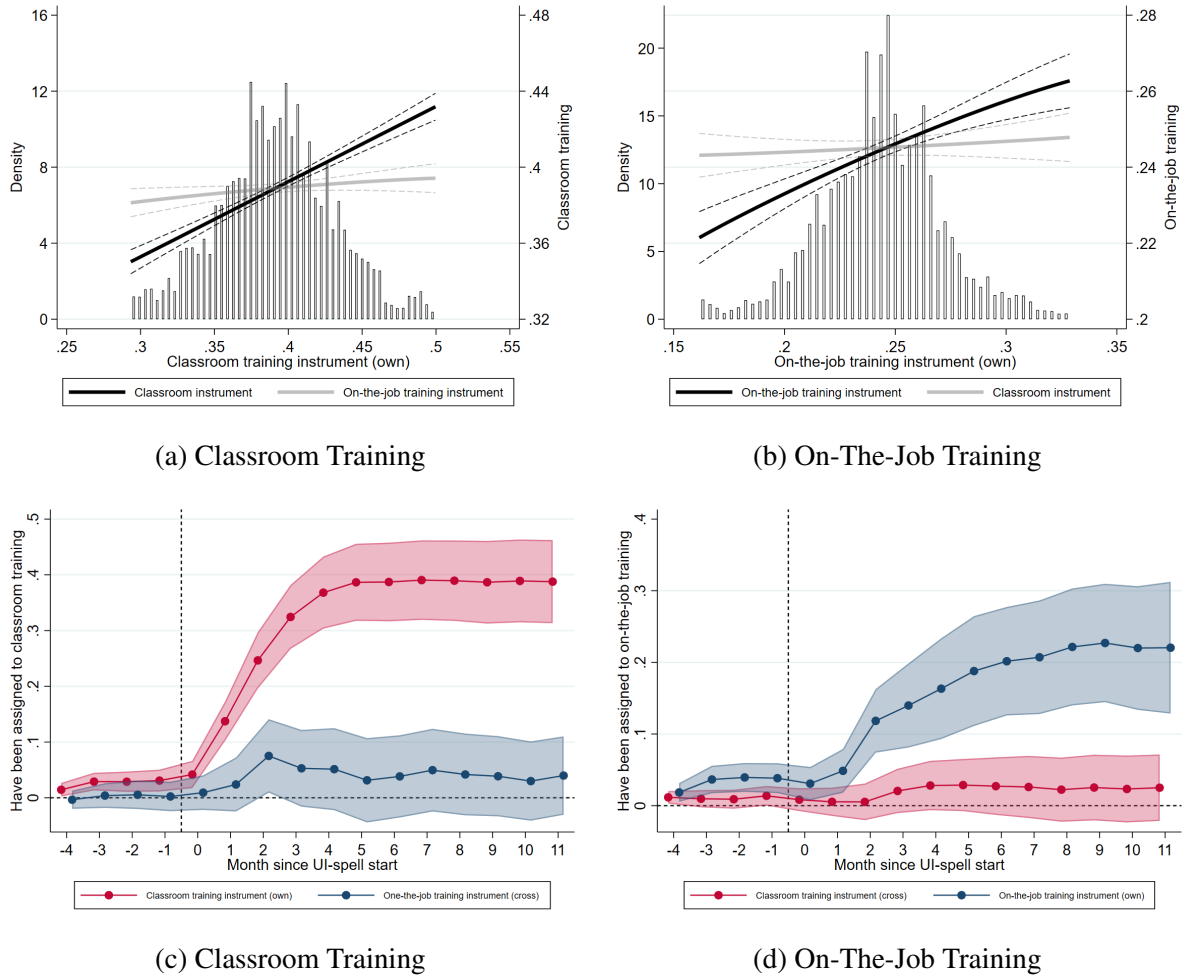 16
12
8
4
0
Density
.48
.44
.4
.36
.32
Classroom training
.25 .3 .35 .4 .45 .5 .55
Classroom training instrument (own)
Classroom instrument On-the-job training instrument
(a) Classroom Training
20
15
10
5
0
Density
.28
.26
.24
.22
.2
On-the-job training
.15 .2 .25 .3 .35
On-the-job training instrument (own)
On-the-job training instrument Classroom instrument
(b) On-The-Job Training
Have been assigned to classroom training
.5
.4
.3
.2
.1
0
-4 -3 -2 -1 0 1 2 3 4 5 6 7 8 9 10 11
Month since UI-spell start
Classroom training instrument (own) One-the-job training instrument (cross)
(c) Classroom Training
Have been assigned to on-the-job training
.4
.3
.2
.1
0
-4 -3 -2 -1 0 1 2 3 4 5 6 7 8 9 10 11
Month since UI-spell start
Classroom training instrument (cross) On-the-job training instrument (own)
(d) On-The-Job Training